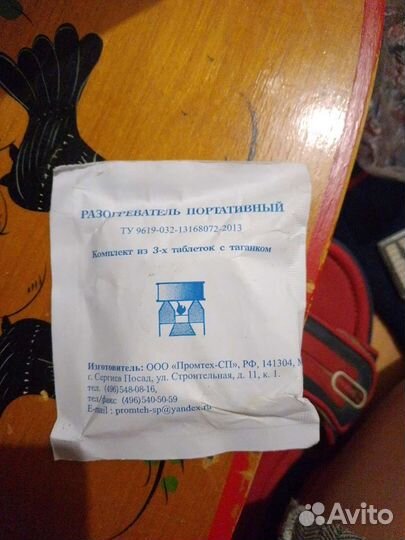 РАЗОГРЕВАТЕЛЬ ПОРТАТИВНЫЙ
ТУ 9619-032-13168072-2013
Комплект из 3-х таблеток с таганком
Изготовитель: ООО «Промтех-СП», РФ, 141304, М
г. Сергиев Посад, ул. Строительная, д. 11, к. 1.
тел. (496)548-08-16,
тел/факс (496)540-50-59
E-mail : promtch-sp@yandex.ru
Avito